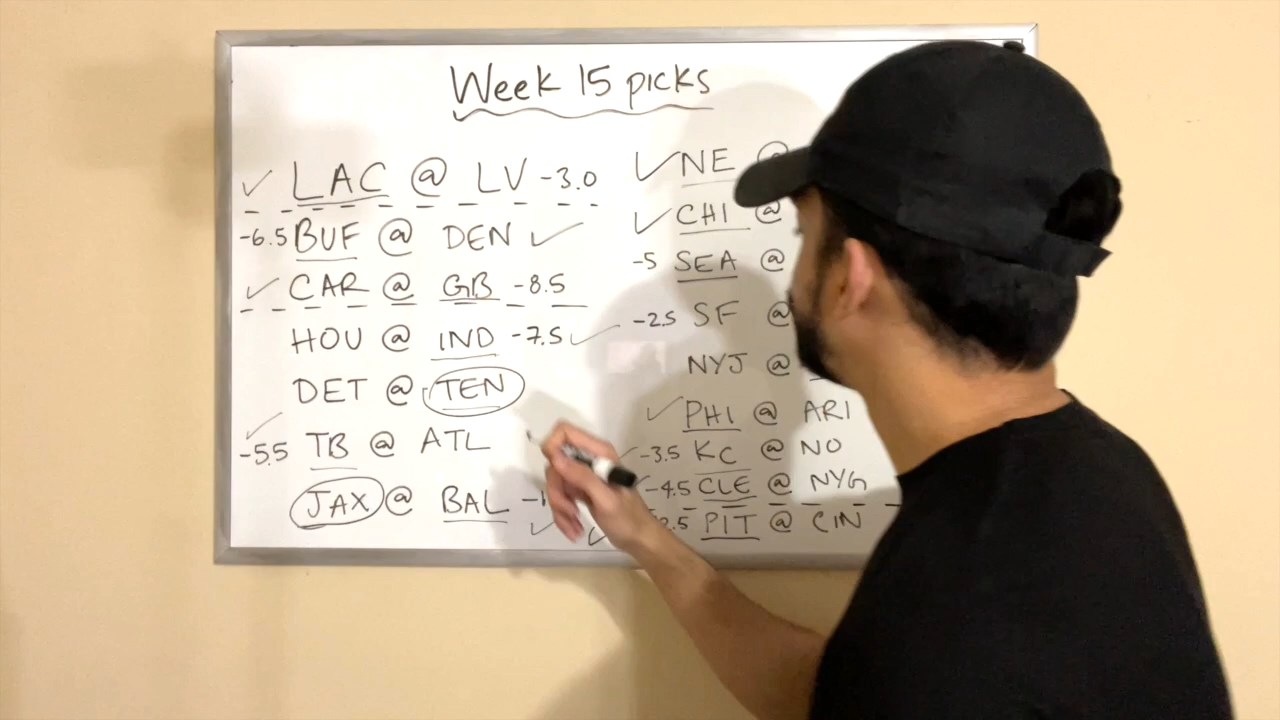 Week 15 picks
✓ LAC @ LV -3.0
-6.5 BUF @ DEN ✓
✓ CAR @ GB -8.5
HOU @ IND -7.5 ✓
DET @ TEN
✓ -5.5 TB @ ATL
JAX @ BAL
✓ NE @
✓ CHI @
-5 SEA @
-2.5 SF @
NYJ @
✓ PHI @ ARI
-3.5 KC @ NO
-4.5 CLE @ NYG
PIT @ CIN